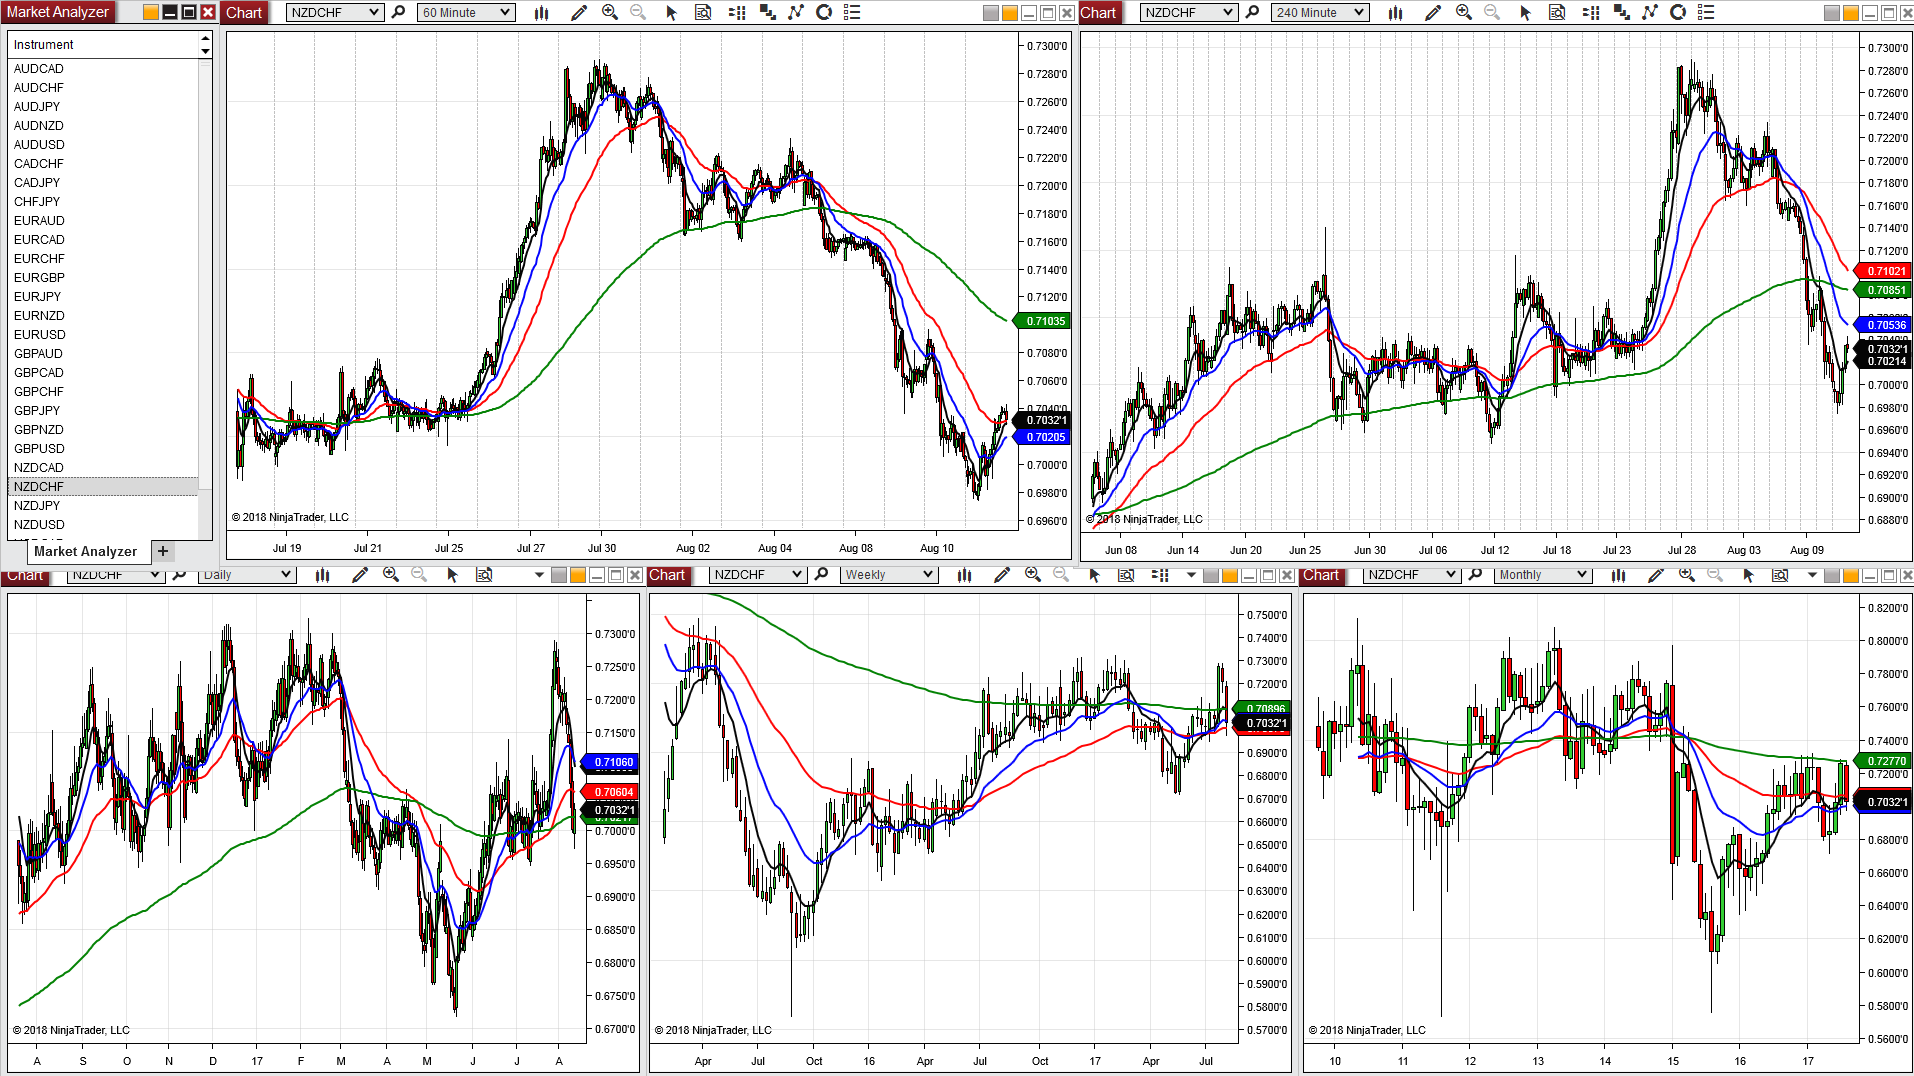 Market Analyzer
Instrument
AUDCAD
AUDCHF
AUDJPY
AUDNZD
AUDUSD
CADCHF
CADJPY
CHFJPY
EURAUD
EURCAD
EURCHF
EURGBP
EURJPY
EURNZD
EURUSD
GBPAUD
GBPCAD
GBPCHF
GBPJPY
GBPNZD
GBPUSD
NZDCAD
NZDCHF
NZDJPY
NZDUSD
Market Analyzer +
Chart NZDCHF 60 Minute
0.7300'0
0.7280'0
0.7260'0
0.7240'0
0.7220'0
0.7200'0
0.7180'0
0.7160'0
0.7140'0
0.7120'0
0.71035
0.7080'0
0.7060'0
0.7040'0
0.7032'1
0.70205
0.7000'0
0.6980'0
0.6960'0
© 2018 NinjaTrader, LLC
Jul 19 Jul 21 Jul 25 Jul 27 Jul 30 Aug 02 Aug 04 Aug 08 Aug 10
Chart NZDCHF 240 Minute
0.7300'0
0.7280'0
0.7260'0
0.7240'0
0.7220'0
0.7200'0
0.7180'0
0.7160'0
0.7140'0
0.7120'0
0.71021
0.70851
0.70536
0.7032'1
0.70214
0.7000'0
0.6980'0
0.6960'0
0.6940'0
0.6920'0
0.6900'0
0.6880'0
© 2018 NinjaTrader, LLC
Jun 08 Jun 14 Jun 20 Jun 25 Jun 30 Jul 06 Jul 12 Jul 18 Jul 23 Jul 28 Aug 03 Aug 09
Chart NZDCHF Daily
0.7300'0
0.7250'0
0.7200'0
0.7150'0
0.71060
0.70604
0.7032'1
0.7000'0
0.6950'0
0.6900'0
0.6850'0
0.6800'0
0.6750'0
0.6700'0
© 2018 NinjaTrader, LLC
A S O N D 17 F M A M J J A
Chart NZDCHF Weekly
0.7500'0
0.7400'0
0.7300'0
0.7200'0
0.70896
0.7032'1
0.6900'0
0.6800'0
0.6700'0
0.6600'0
0.6500'0
0.6400'0
0.6300'0
0.6200'0
0.6100'0
0.6000'0
0.5900'0
0.5800'0
0.5700'0
© 2018 NinjaTrader, LLC
Apr Jul Oct 16 Apr Jul Oct 17 Apr Jul
Chart NZDCHF Monthly
0.8200'0
0.8000'0
0.7800'0
0.7600'0
0.7400'0
0.72770
0.7200'0
0.7032'1
0.6800'0
0.6600'0
0.6400'0
0.6200'0
0.6000'0
0.5800'0
0.5600'0
© 2018 NinjaTrader, LLC
10 11 12 13 14 15 16 17